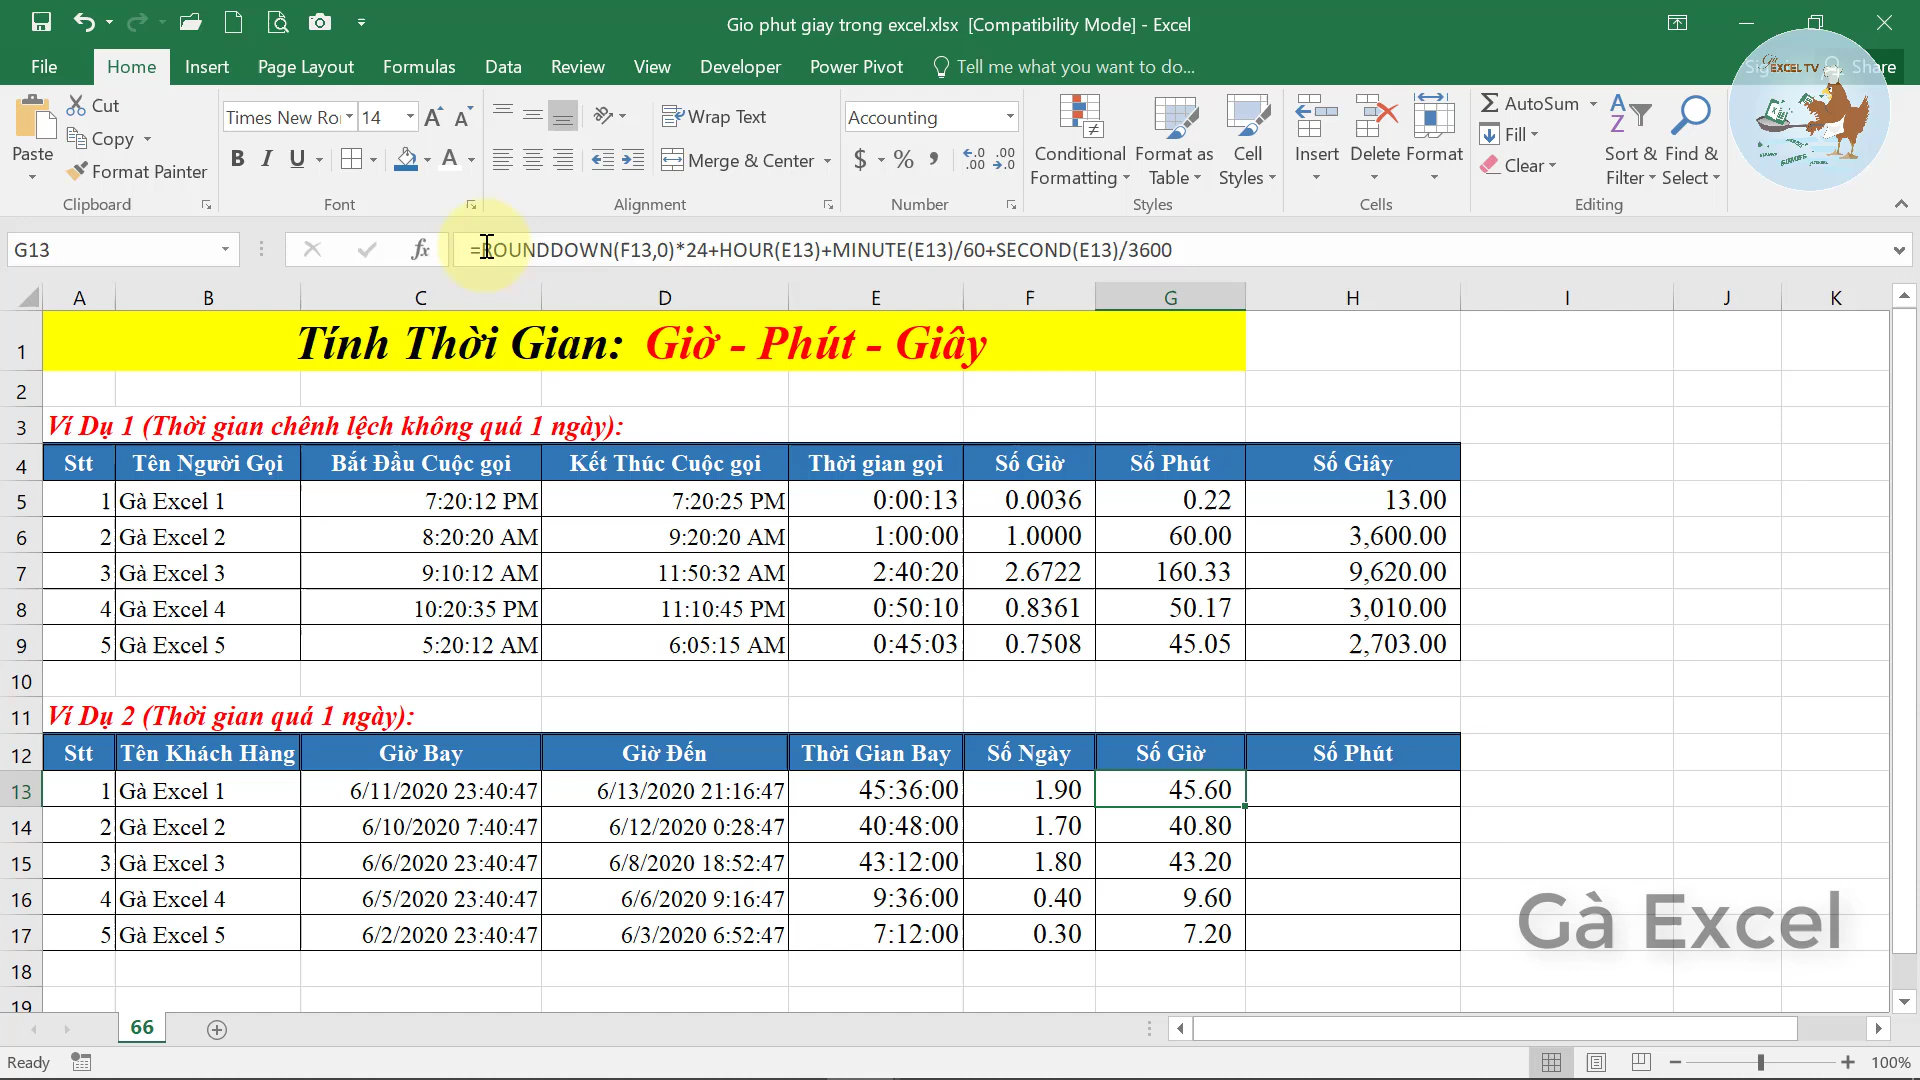 Gio phut giay trong excel.xlsx [Compatibility Mode] - Excel
File Home Insert Page Layout Formulas Data Review View Developer Power Pivot Tell me what you want to do... Share
EXCEL TV
Paste
Cut
Copy
Format Painter
Clipboard
Times New Ro 14
B I U
Font
Wrap Text
Merge & Center
Alignment
Accounting
$ % ,
Number
Conditional Formatting
Format as Table
Cell Styles
Styles
Insert Delete Format
Cells
AutoSum
Fill
Clear
Sort & Filter
Find & Select
Editing
G13 fx =ROUNDDOWN(F13,0)*24+HOUR(E13)+MINUTE(E13)/60+SECOND(E13)/3600
A B C D E F G H I J K
1 Tính Thời Gian: Giờ - Phút - Giây
2
3 Ví Dụ 1 (Thời gian chênh lệch không quá 1 ngày):
4 Stt Tên Người Gọi Bắt Đầu Cuộc gọi Kết Thúc Cuộc gọi Thời gian gọi Số Giờ Số Phút Số Giây
5 1 Gà Excel 1 7:20:12 PM 7:20:25 PM 0:00:13 0.0036 0.22 13.00
6 2 Gà Excel 2 8:20:20 AM 9:20:20 AM 1:00:00 1.0000 60.00 3,600.00
7 3 Gà Excel 3 9:10:12 AM 11:50:32 AM 2:40:20 2.6722 160.33 9,620.00
8 4 Gà Excel 4 10:20:35 PM 11:10:45 PM 0:50:10 0.8361 50.17 3,010.00
9 5 Gà Excel 5 5:20:12 AM 6:05:15 AM 0:45:03 0.7508 45.05 2,703.00
10
11 Ví Dụ 2 (Thời gian quá 1 ngày):
12 Stt Tên Khách Hàng Giờ Bay Giờ Đến Thời Gian Bay Số Ngày Số Giờ Số Phút
13 1 Gà Excel 1 6/11/2020 23:40:47 6/13/2020 21:16:47 45:36:00 1.90 45.60
14 2 Gà Excel 2 6/10/2020 7:40:47 6/12/2020 0:28:47 40:48:00 1.70 40.80
15 3 Gà Excel 3 6/6/2020 23:40:47 6/8/2020 18:52:47 43:12:00 1.80 43.20
16 4 Gà Excel 4 6/5/2020 23:40:47 6/6/2020 9:16:47 9:36:00 0.40 9.60
17 5 Gà Excel 5 6/2/2020 23:40:47 6/3/2020 6:52:47 7:12:00 0.30 7.20
Gà Excel
18
19
66
Ready 100%